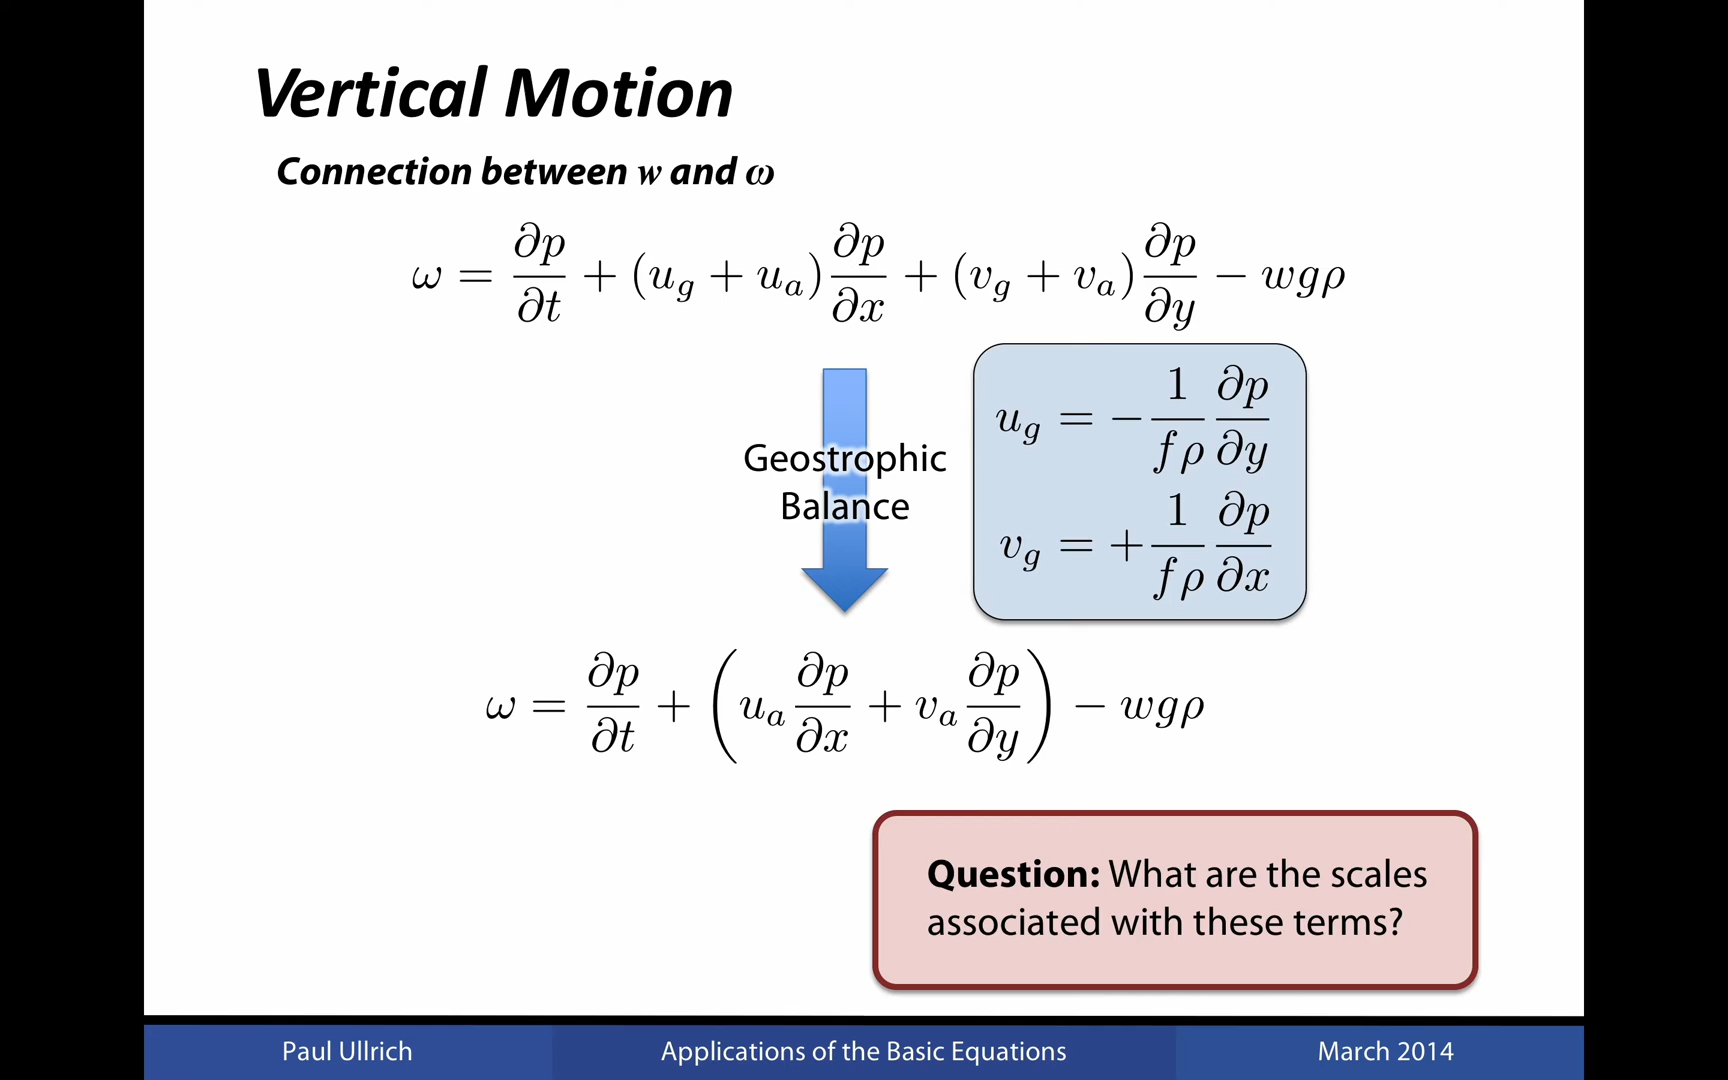 Vertical Motion
Connection between w and ω
ω = ∂p/∂t + (u_g + u_a) ∂p/∂x + (v_g + v_a) ∂p/∂y − wgρ
u_g = − 1/(fρ) ∂p/∂y
Geostrophic
Balance
v_g = + 1/(fρ) ∂p/∂x
ω = ∂p/∂t + (u_a ∂p/∂x + v_a ∂p/∂y) − wgρ
Question: What are the scales
associated with these terms?
Paul Ullrich Applications of the Basic Equations March 2014